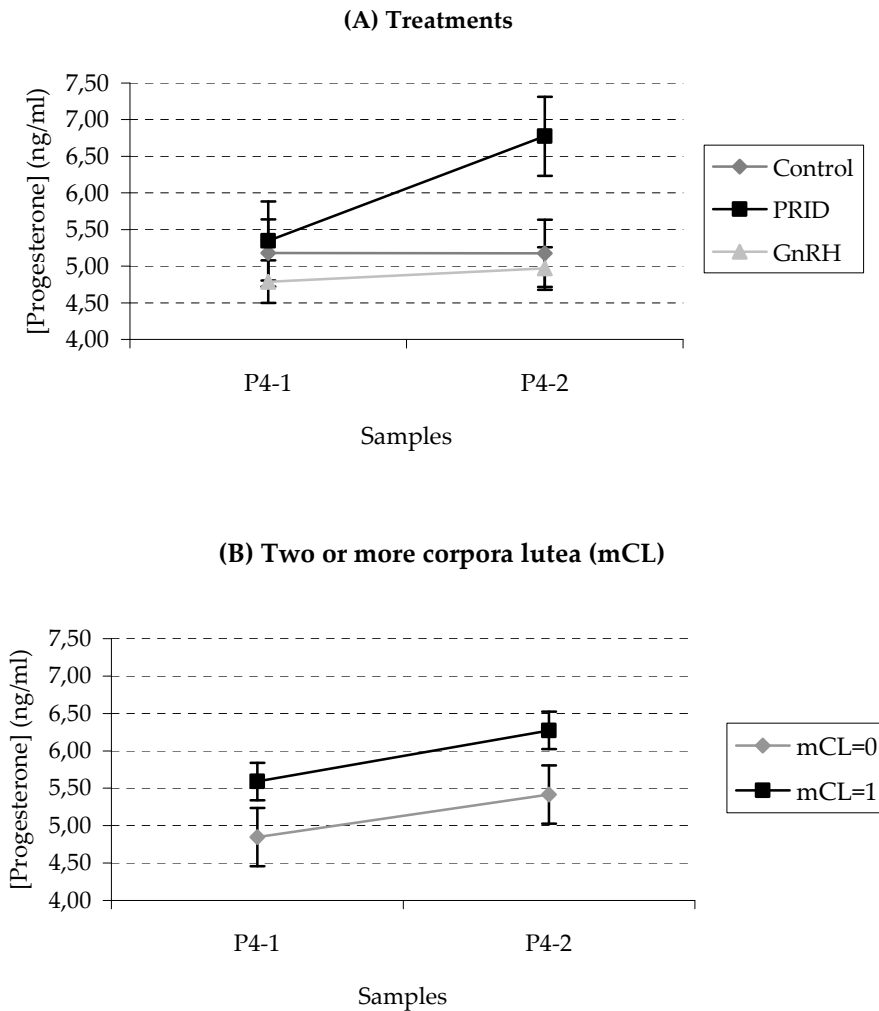 (A) Treatments
[Progesterone] (ng/ml)
7,50
7,00
6,50
6,00
5,50
5,00
4,50
4,00
P4-1
P4-2
Samples
Control
PRID
GnRH
(B) Two or more corpora lutea (mCL)
[Progesterone] (ng/ml)
7,50
7,00
6,50
6,00
5,50
5,00
4,50
4,00
P4-1
P4-2
Samples
mCL=0
mCL=1